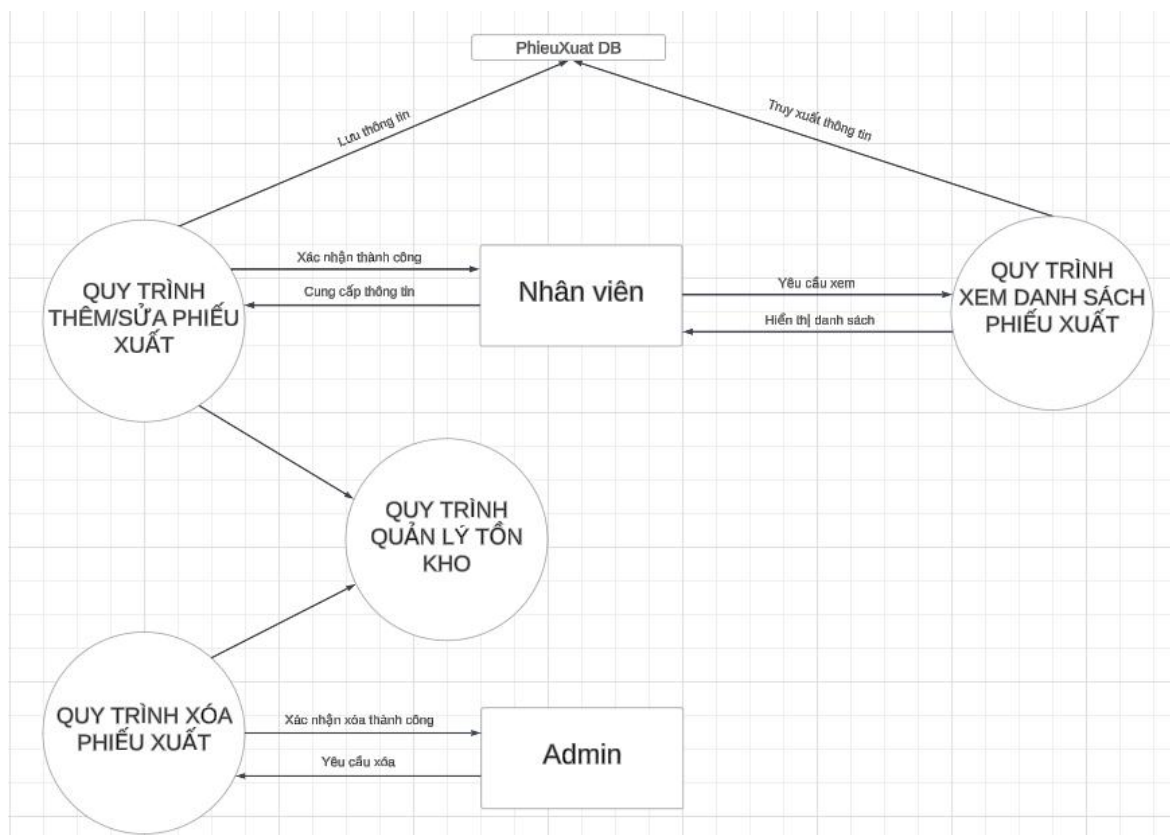 PhieuXuat DB
Lưu thông tin
Truy xuất thông tin
QUY TRÌNH
THÊM/SỬA PHIẾU
XUẤT
Xác nhận thành công
Cung cấp thông tin
Nhân viên
Yêu cầu xem
Hiển thị danh sách
QUY TRÌNH
XEM DANH SÁCH
PHIẾU XUẤT
QUY TRÌNH
QUẢN LÝ TỒN
KHO
QUY TRÌNH XÓA
PHIẾU XUẤT
Xác nhận xóa thành công
Yêu cầu xóa
Admin